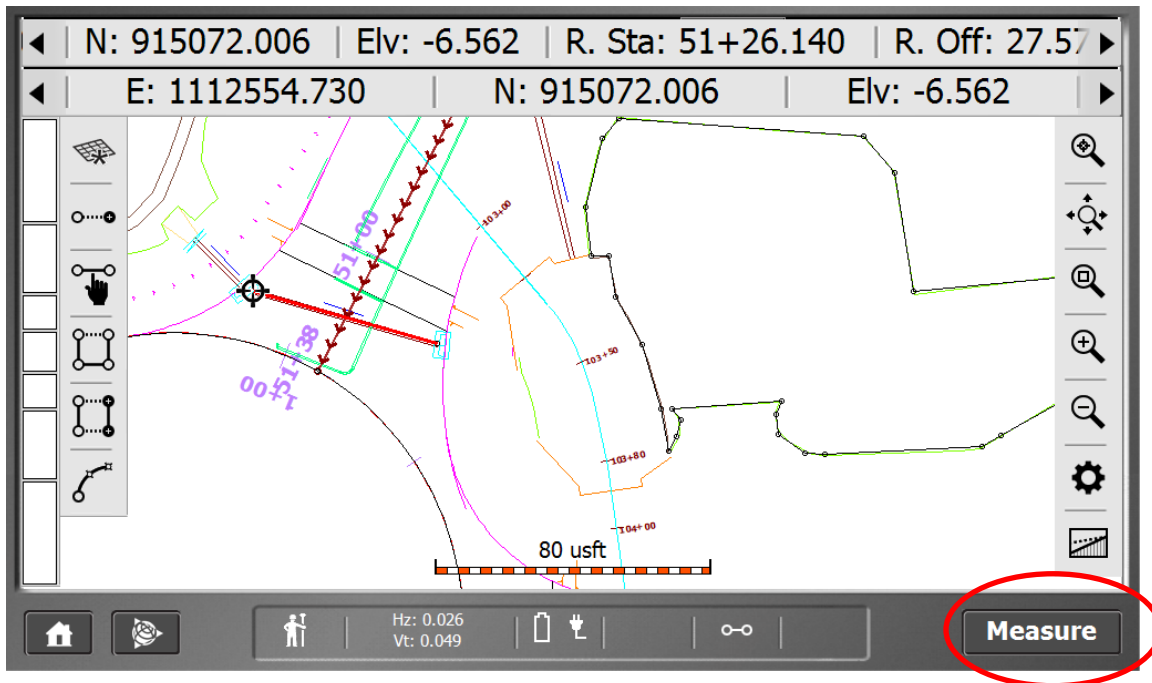 N: 915072.006 Elv: -6.562 R. Sta: 51+26.140 R. Off: 27.57
E: 1112554.730 N: 915072.006 Elv: -6.562
103+00
51+00
103+50
51+38
1+00
103+80
104+00
80 usft
Hz: 0.026
Vt: 0.049
Measure